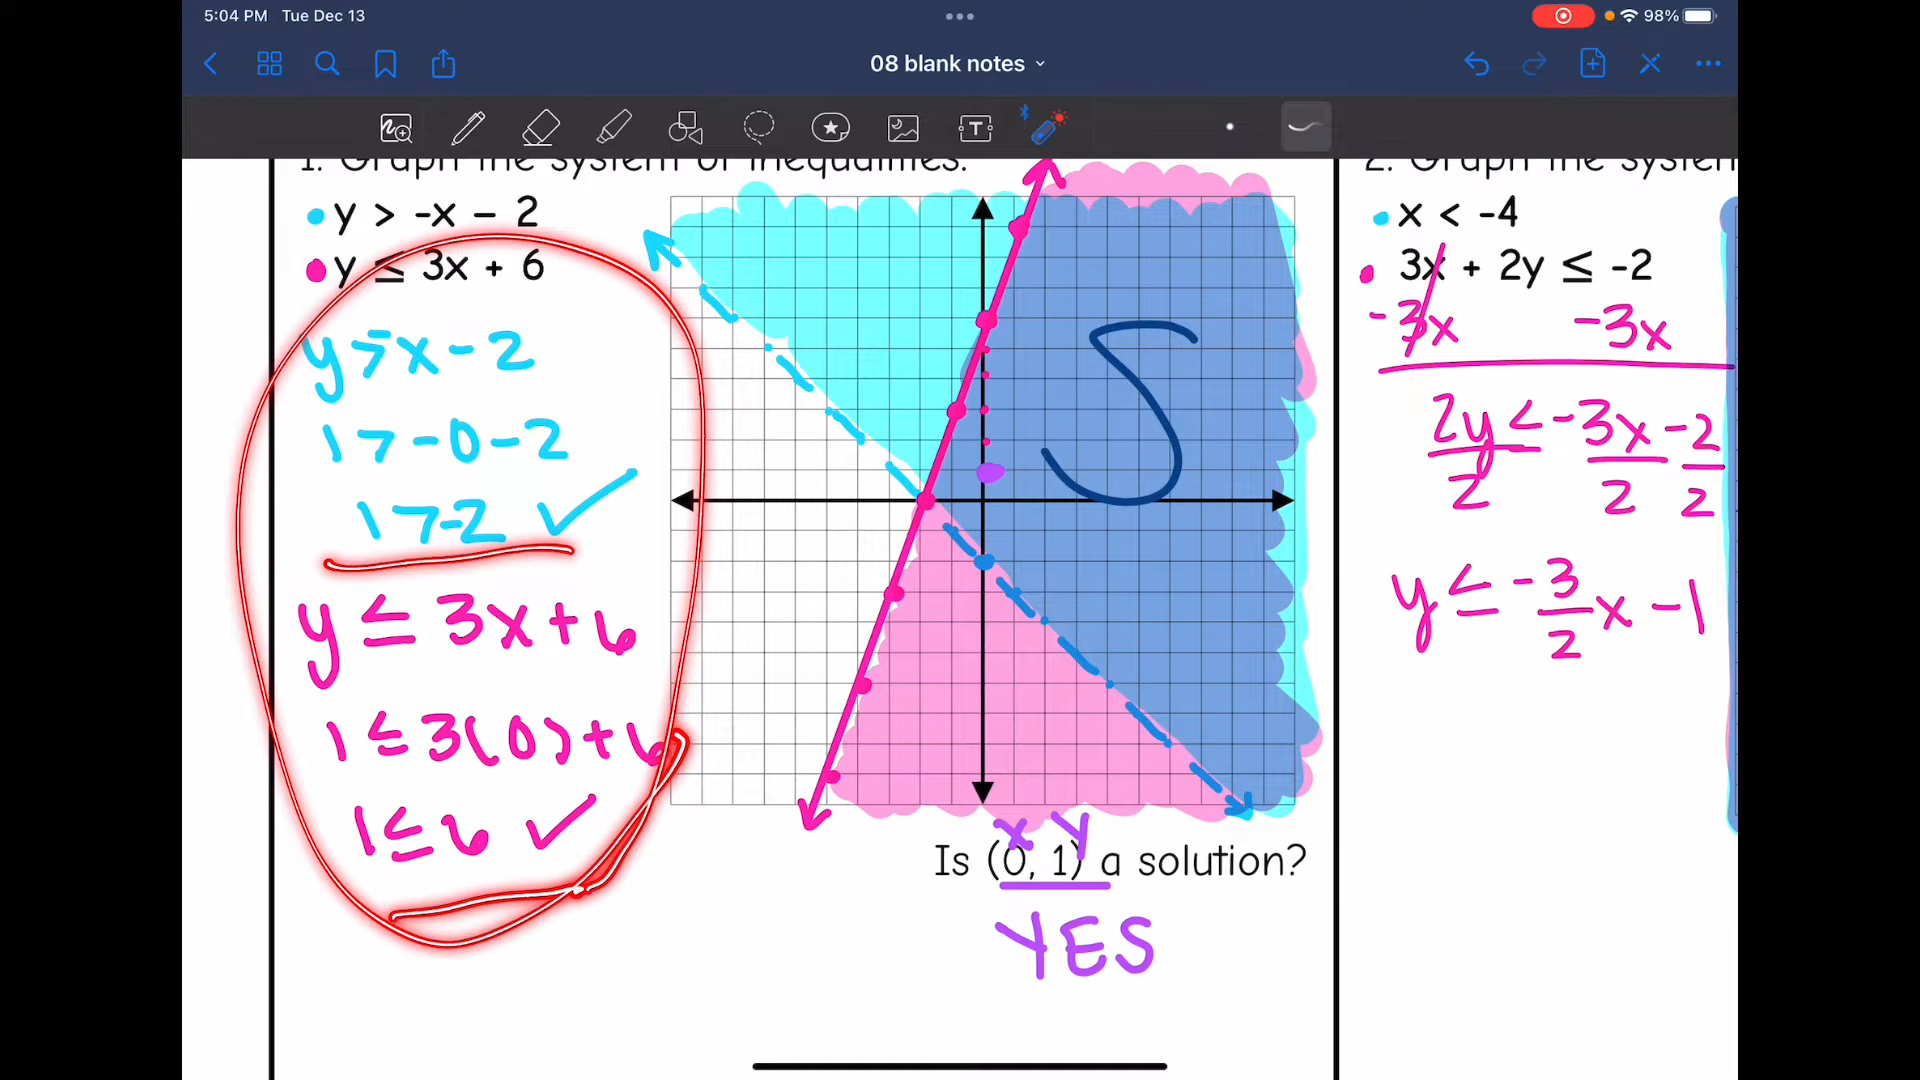 5:04 PM Tue Dec 13
98%
08 blank notes
T
1. Graph the system of inequalities.
y > -x - 2
y ≤ 3x + 6
y > x - 2
1 > -0 - 2
1 > -2 ✓
y ≤ 3x + 6
1 ≤ 3(0) + 6
1 ≤ 6 ✓
S
x y
Is (0, 1) a solution?
YES
2. Graph the system
x < -4
3x + 2y ≤ -2
-3x -3x
2y ≤ -3x - 2
2 2 2
y ≤ -3/2 x - 1